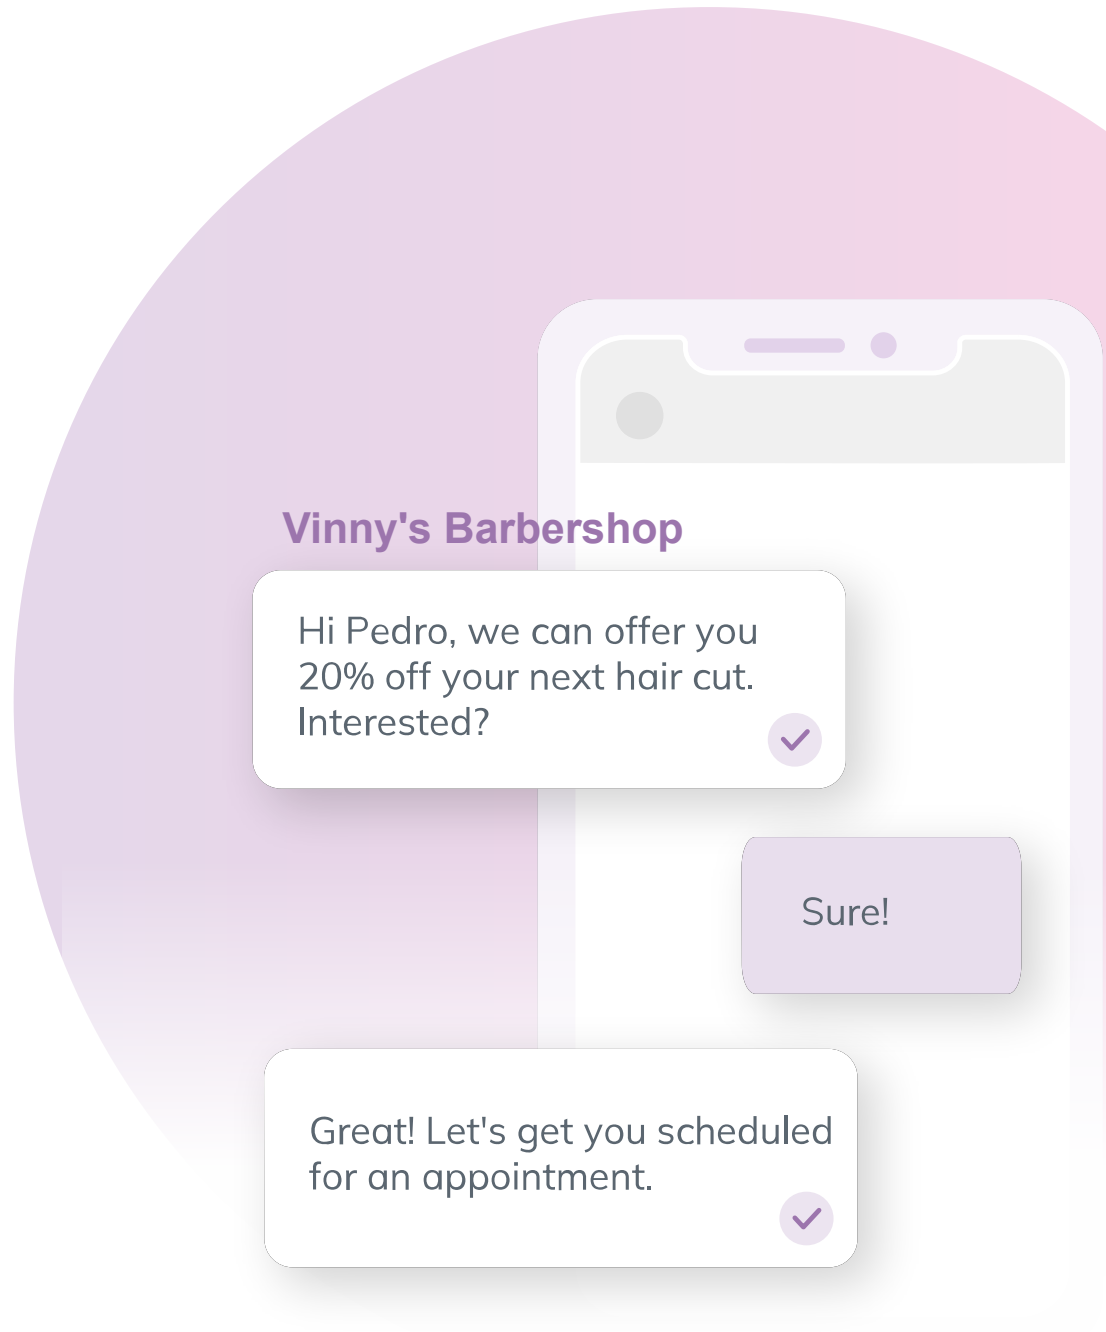 Vinny's Barbershop
Hi Pedro, we can offer you
20% off your next hair cut.
Interested?
Sure!
Great! Let's get you scheduled
for an appointment.